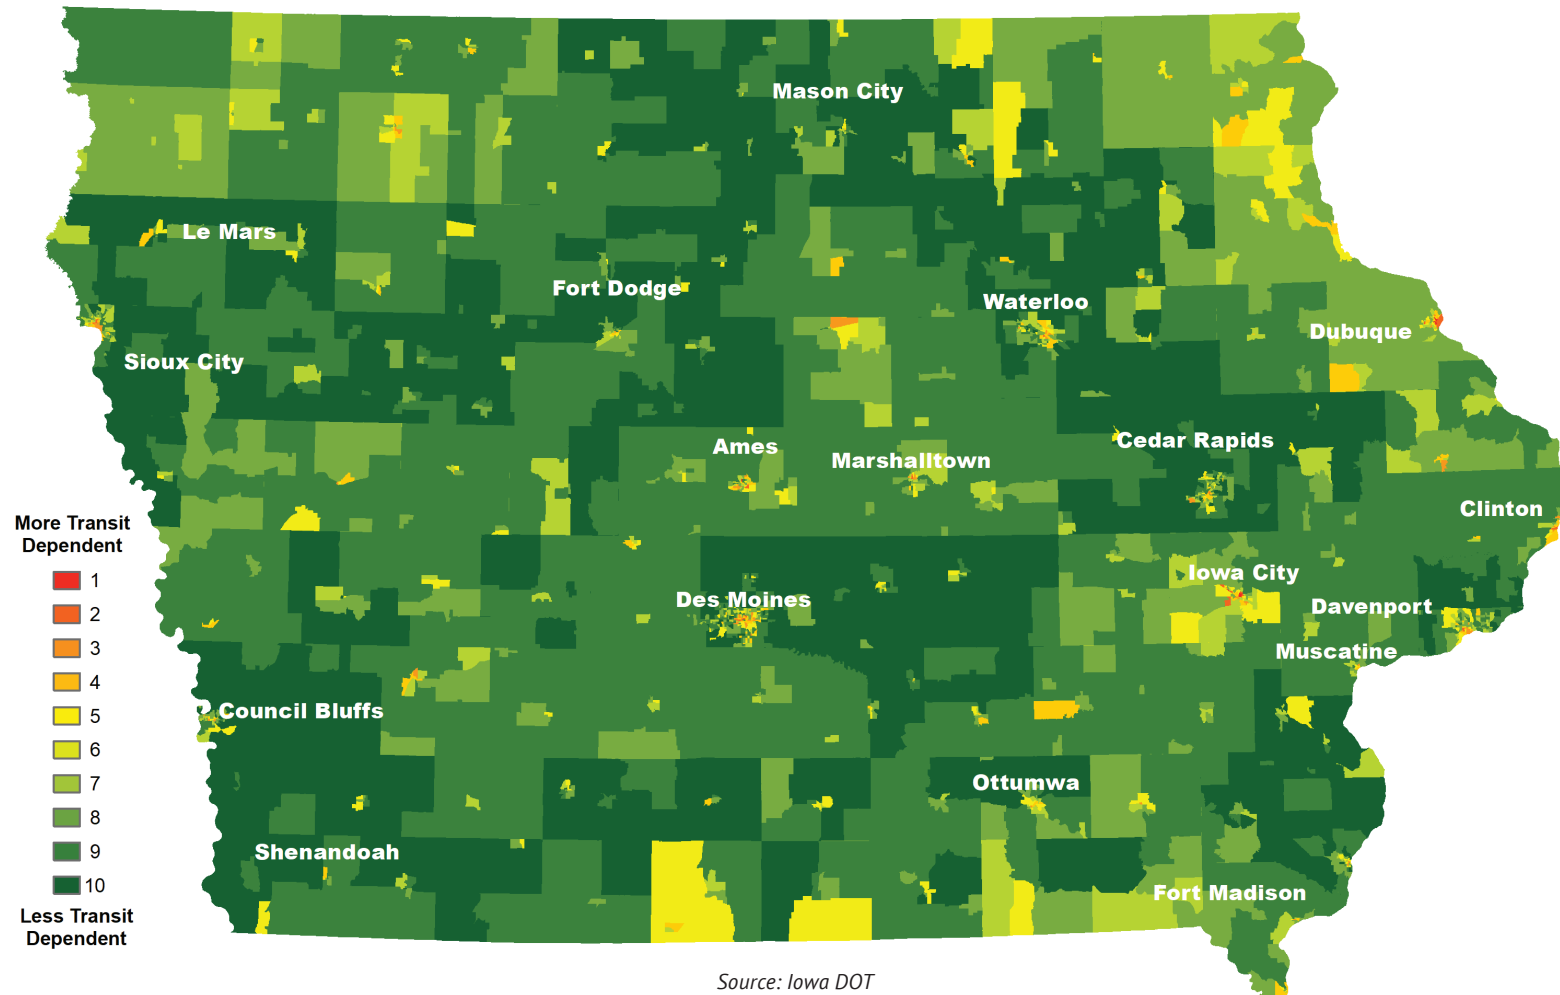 Mason City
Le Mars
Fort Dodge
Waterloo
Dubuque
Sioux City
Ames
Marshalltown
Cedar Rapids
Clinton
Iowa City
Des Moines
Davenport
Muscatine
Council Bluffs
Ottumwa
Shenandoah
Fort Madison
More Transit
Dependent
1
2
3
4
5
6
7
8
9
10
Less Transit
Dependent
Source: Iowa DOT